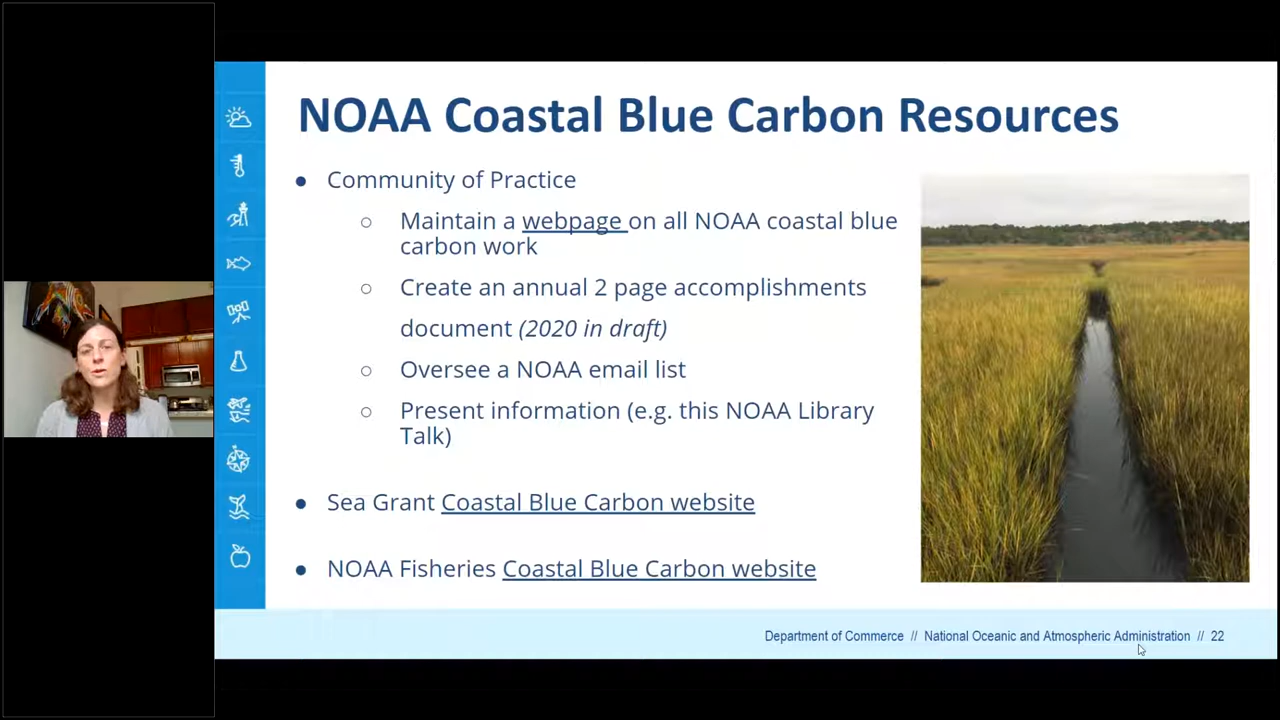 NOAA Coastal Blue Carbon Resources
● Community of Practice
○ Maintain a webpage on all NOAA coastal blue
carbon work
○ Create an annual 2 page accomplishments
document (2020 in draft)
○ Oversee a NOAA email list
○ Present information (e.g. this NOAA Library
Talk)
● Sea Grant Coastal Blue Carbon website
● NOAA Fisheries Coastal Blue Carbon website
Department of Commerce // National Oceanic and Atmospheric Administration // 22